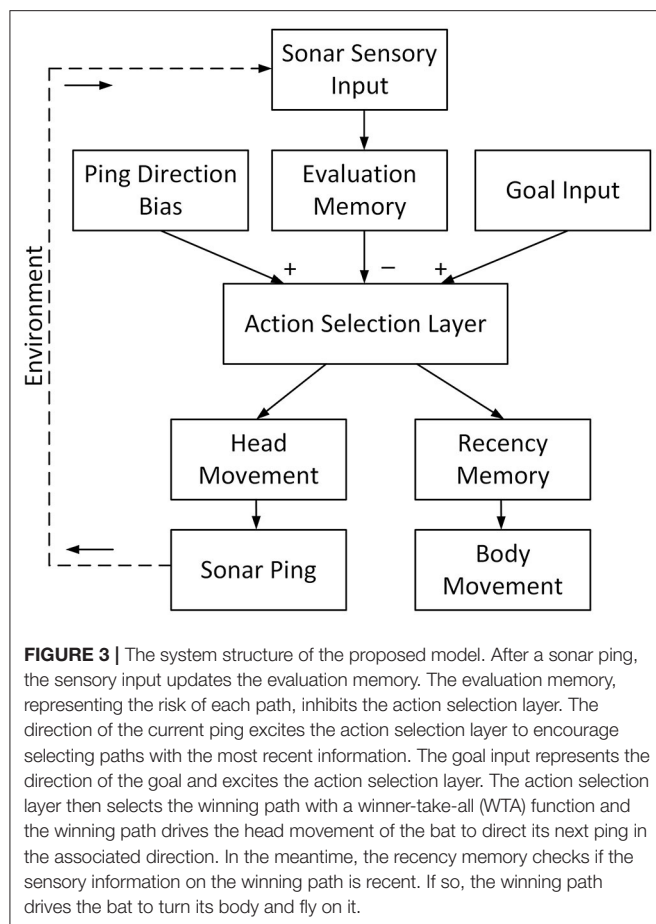 Sonar Sensory
Input
Ping Direction
Bias
Evaluation
Memory
Goal Input
Environment
+
–
+
Action Selection Layer
Head
Movement
Recency
Memory
Sonar Ping
Body
Movement
FIGURE 3 | The system structure of the proposed model. After a sonar ping,
the sensory input updates the evaluation memory. The evaluation memory,
representing the risk of each path, inhibits the action selection layer. The
direction of the current ping excites the action selection layer to encourage
selecting paths with the most recent information. The goal input represents the
direction of the goal and excites the action selection layer. The action selection
layer then selects the winning path with a winner-take-all (WTA) function and
the winning path drives the head movement of the bat to direct its next ping in
the associated direction. In the meantime, the recency memory checks if the
sensory information on the winning path is recent. If so, the winning path
drives the bat to turn its body and fly on it.